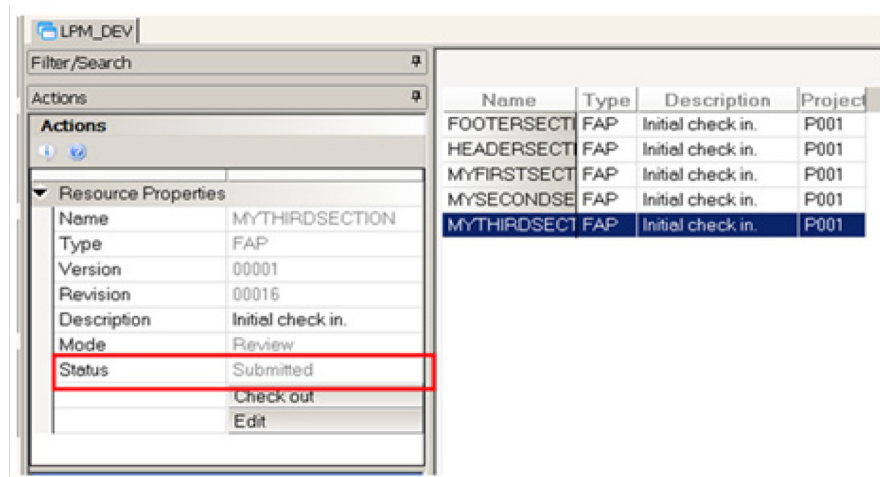 LPM_DEV
Filter/Search
Actions
Actions
Resource Properties
Name MYTHIRDSECTION
Type FAP
Version 00001
Revision 00016
Description Initial check in.
Mode Review
Status Submitted
Check out
Edit
Name Type Description Project
FOOTERSECTI FAP Initial check in. P001
HEADERSECTI FAP Initial check in. P001
MYFIRSTSECT FAP Initial check in. P001
MYSECONDSE FAP Initial check in. P001
MYTHIRDSECT FAP Initial check in. P001